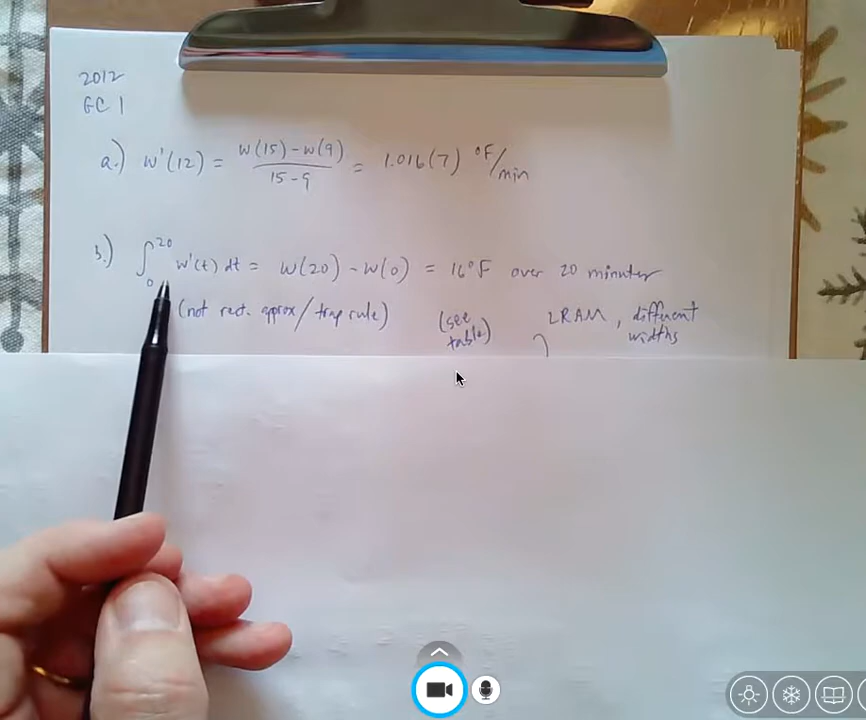 2012
GC 1
a.) W'(12) = W(15) - W(9) / 15 - 9 = 1.016(7) °F/min
b.) ∫₀²⁰ W'(t) dt = W(20) - W(0) = 16°F over 20 minutes
(not rect. approx / trap rule) (see table) LRAM, different widths